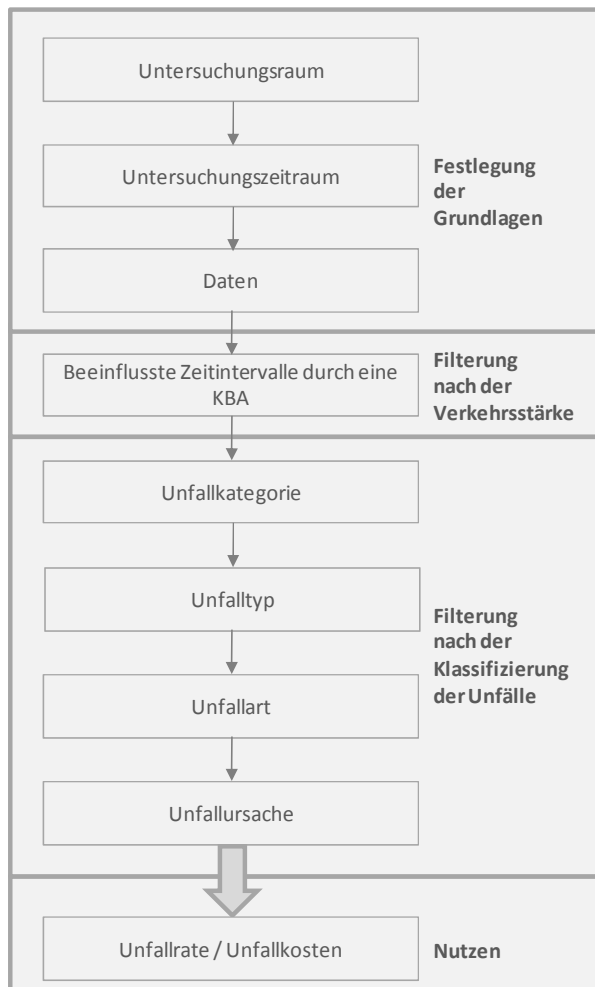 Untersuchungsraum
Untersuchungszeitraum
Daten
Festlegung
der
Grundlagen
Beeinflusste Zeitintervalle durch eine
KBA
Filterung
nach der
Verkehrsstärke
Unfallkategorie
Unfalltyp
Unfallart
Unfallursache
Filterung
nach der
Klassifizierung
der Unfälle
Unfallrate / Unfallkosten
Nutzen